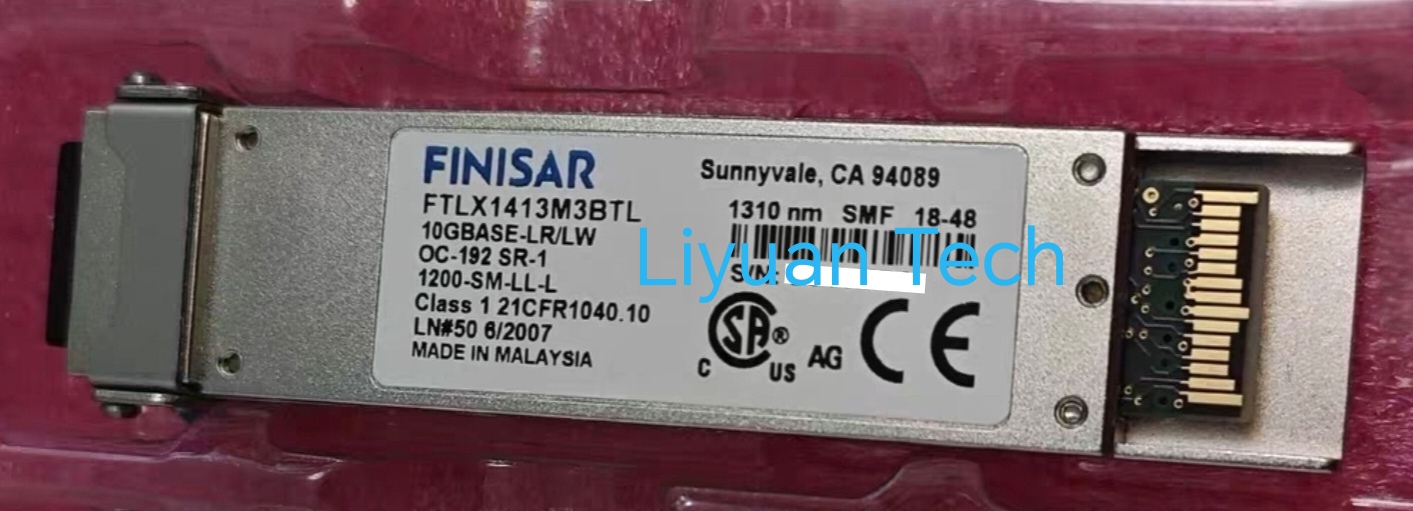 FINISAR
FTLX1413M3BTL
10GBASE-LR/LW
OC-192 SR-1
1200-SM-LL-L
Class 1 21CFR1040.10
LN#50 6/2007
MADE IN MALAYSIA
Sunnyvale, CA 94089
1310 nm SMF 18-48
Liyuan Tech
S/N:
C SA® US
AG CE